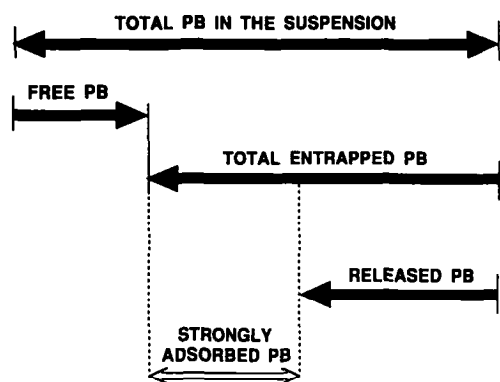 TOTAL PB IN THE SUSPENSION
FREE PB
TOTAL ENTRAPPED PB
RELEASED PB
STRONGLY
ADSORBED PB